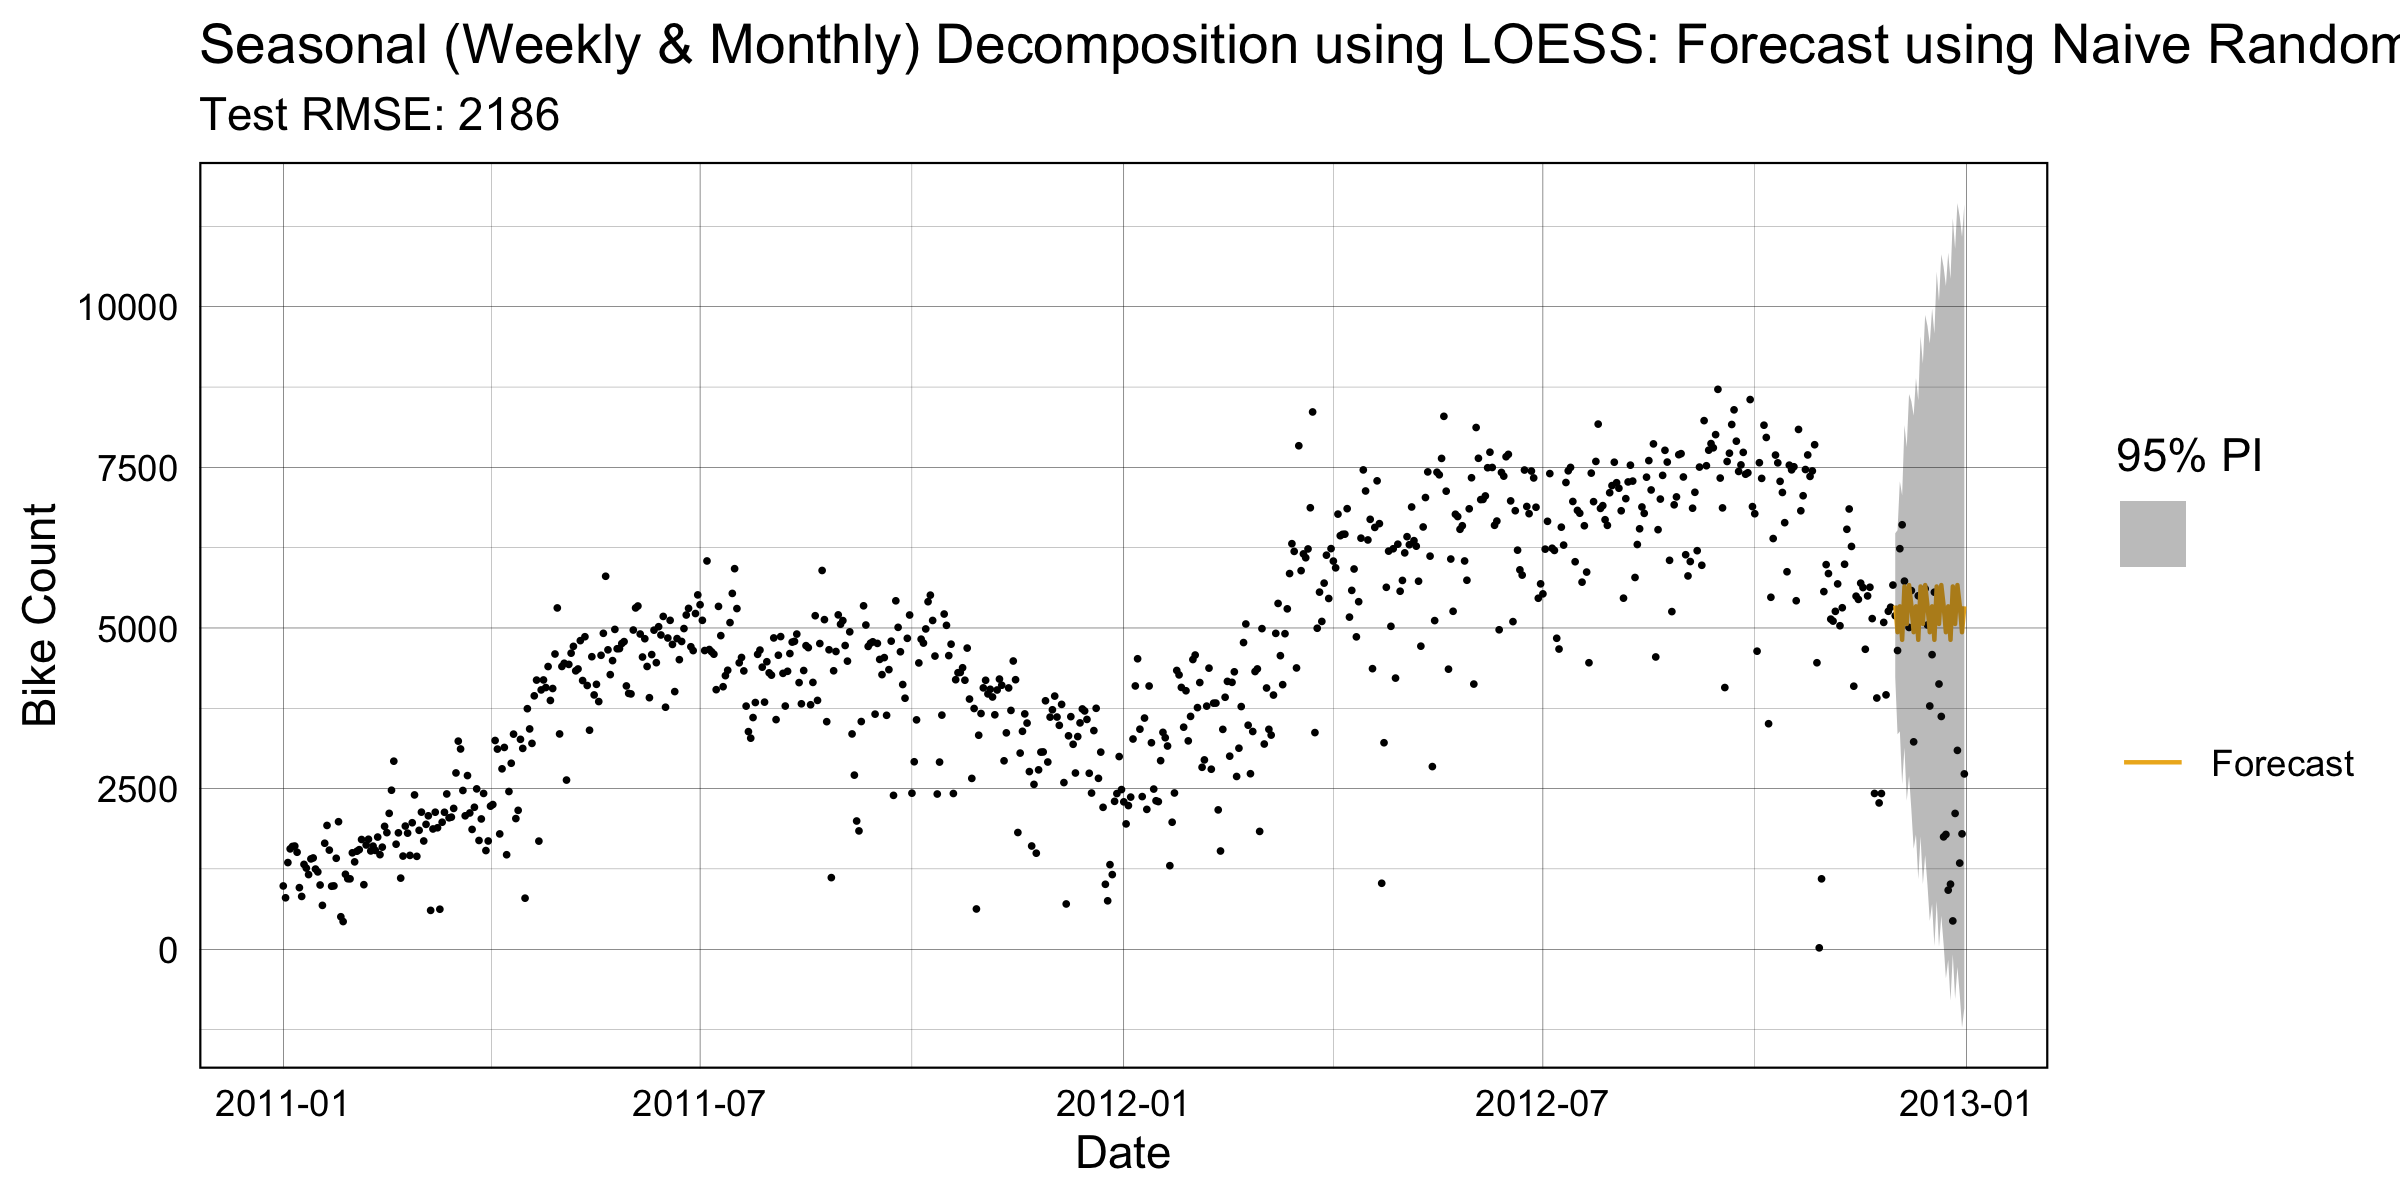 Seasonal (Weekly & Monthly) Decomposition using LOESS: Forecast using Naive Random
Test RMSE: 2186
10000
7500
5000
2500
0
Bike Count
2011-01 2011-07 2012-01 2012-07 2013-01
Date
95% PI
Forecast